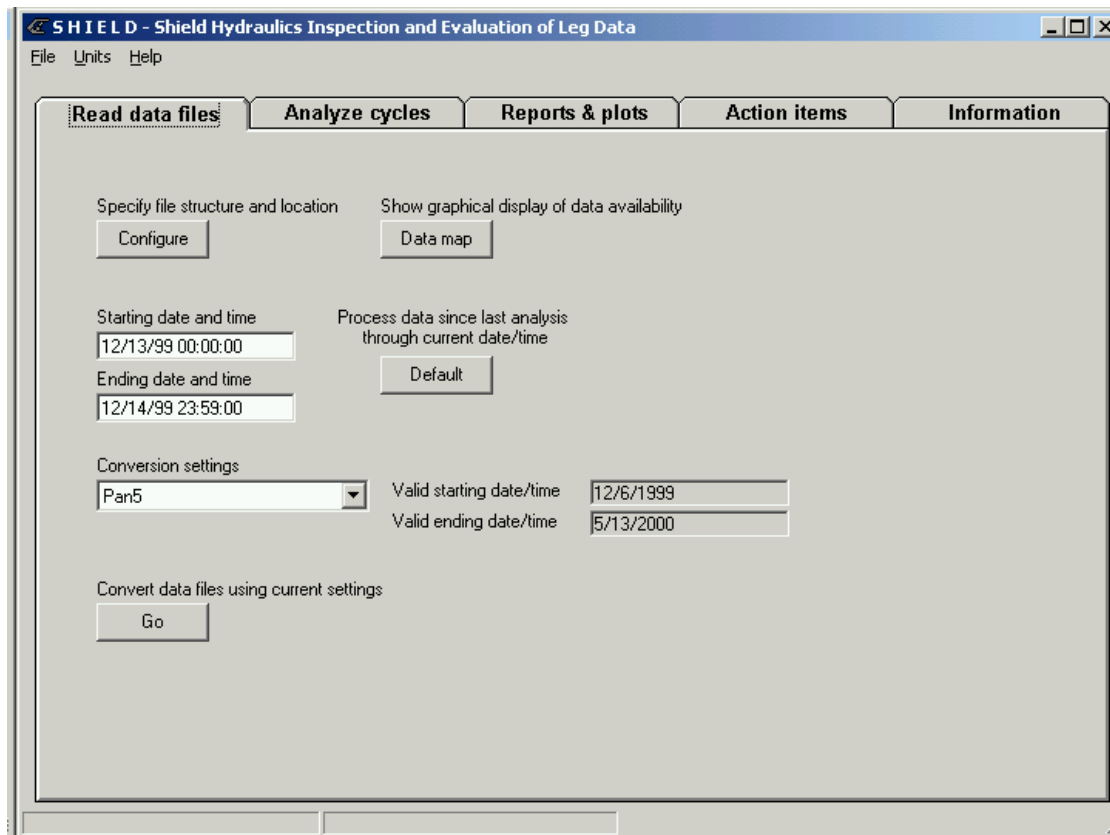 S H I E L D - Shield Hydraulics Inspection and Evaluation of Leg Data
File Units Help
Read data files Analyze cycles Reports & plots Action items Information
Specify file structure and location Show graphical display of data availability
Configure Data map
Starting date and time Process data since last analysis
12/13/99 00:00:00 through current date/time
Ending date and time Default
12/14/99 23:59:00
Conversion settings
Pan5 Valid starting date/time 12/6/1999
Valid ending date/time 5/13/2000
Convert data files using current settings
Go